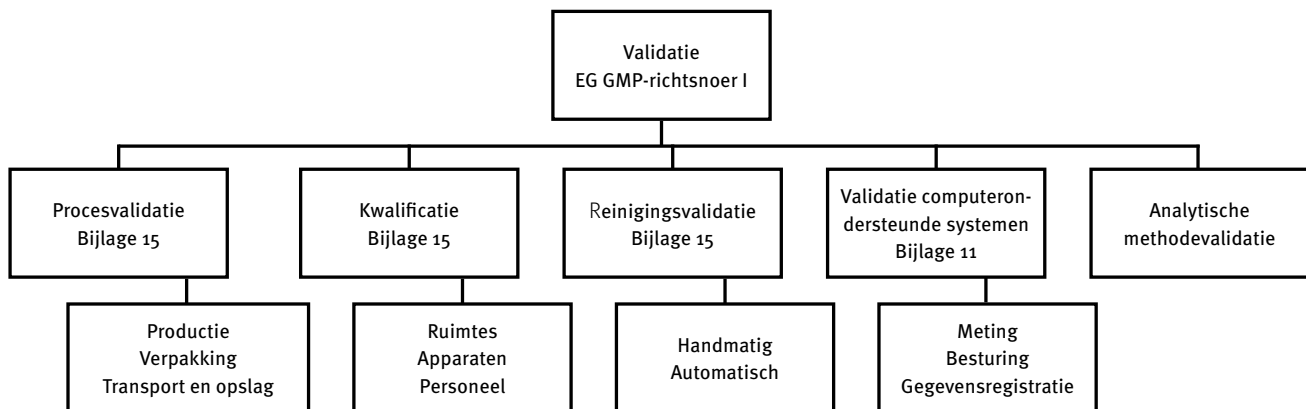 Validatie
EG GMP-richtsnoer I
Procesvalidatie
Bijlage 15
Kwalificatie
Bijlage 15
Reinigingsvalidatie
Bijlage 15
Validatie computeron-
dersteunde systemen
Bijlage 11
Analytische
methodevalidatie
Productie
Verpakking
Transport en opslag
Ruimtes
Apparaten
Personeel
Handmatig
Automatisch
Meting
Besturing
Gegevensregistratie